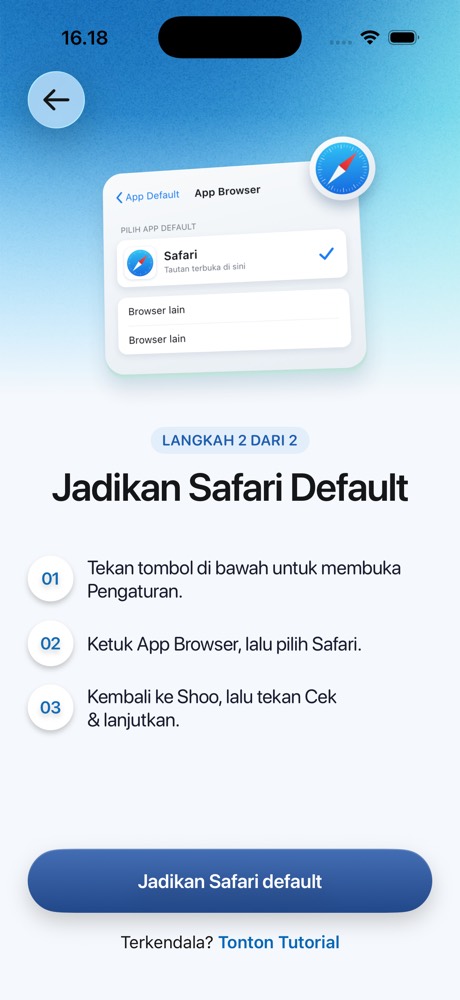 16.18
App Default
App Browser
PILIH APP DEFAULT
Safari
Tautan terbuka di sini
Browser lain
Browser lain
LANGKAH 2 DARI 2
Jadikan Safari Default
01
Tekan tombol di bawah untuk membuka
Pengaturan.
02
Ketuk App Browser, lalu pilih Safari.
03
Kembali ke Shoo, lalu tekan Cek
& lanjutkan.
Jadikan Safari default
Terkendala? Tonton Tutorial